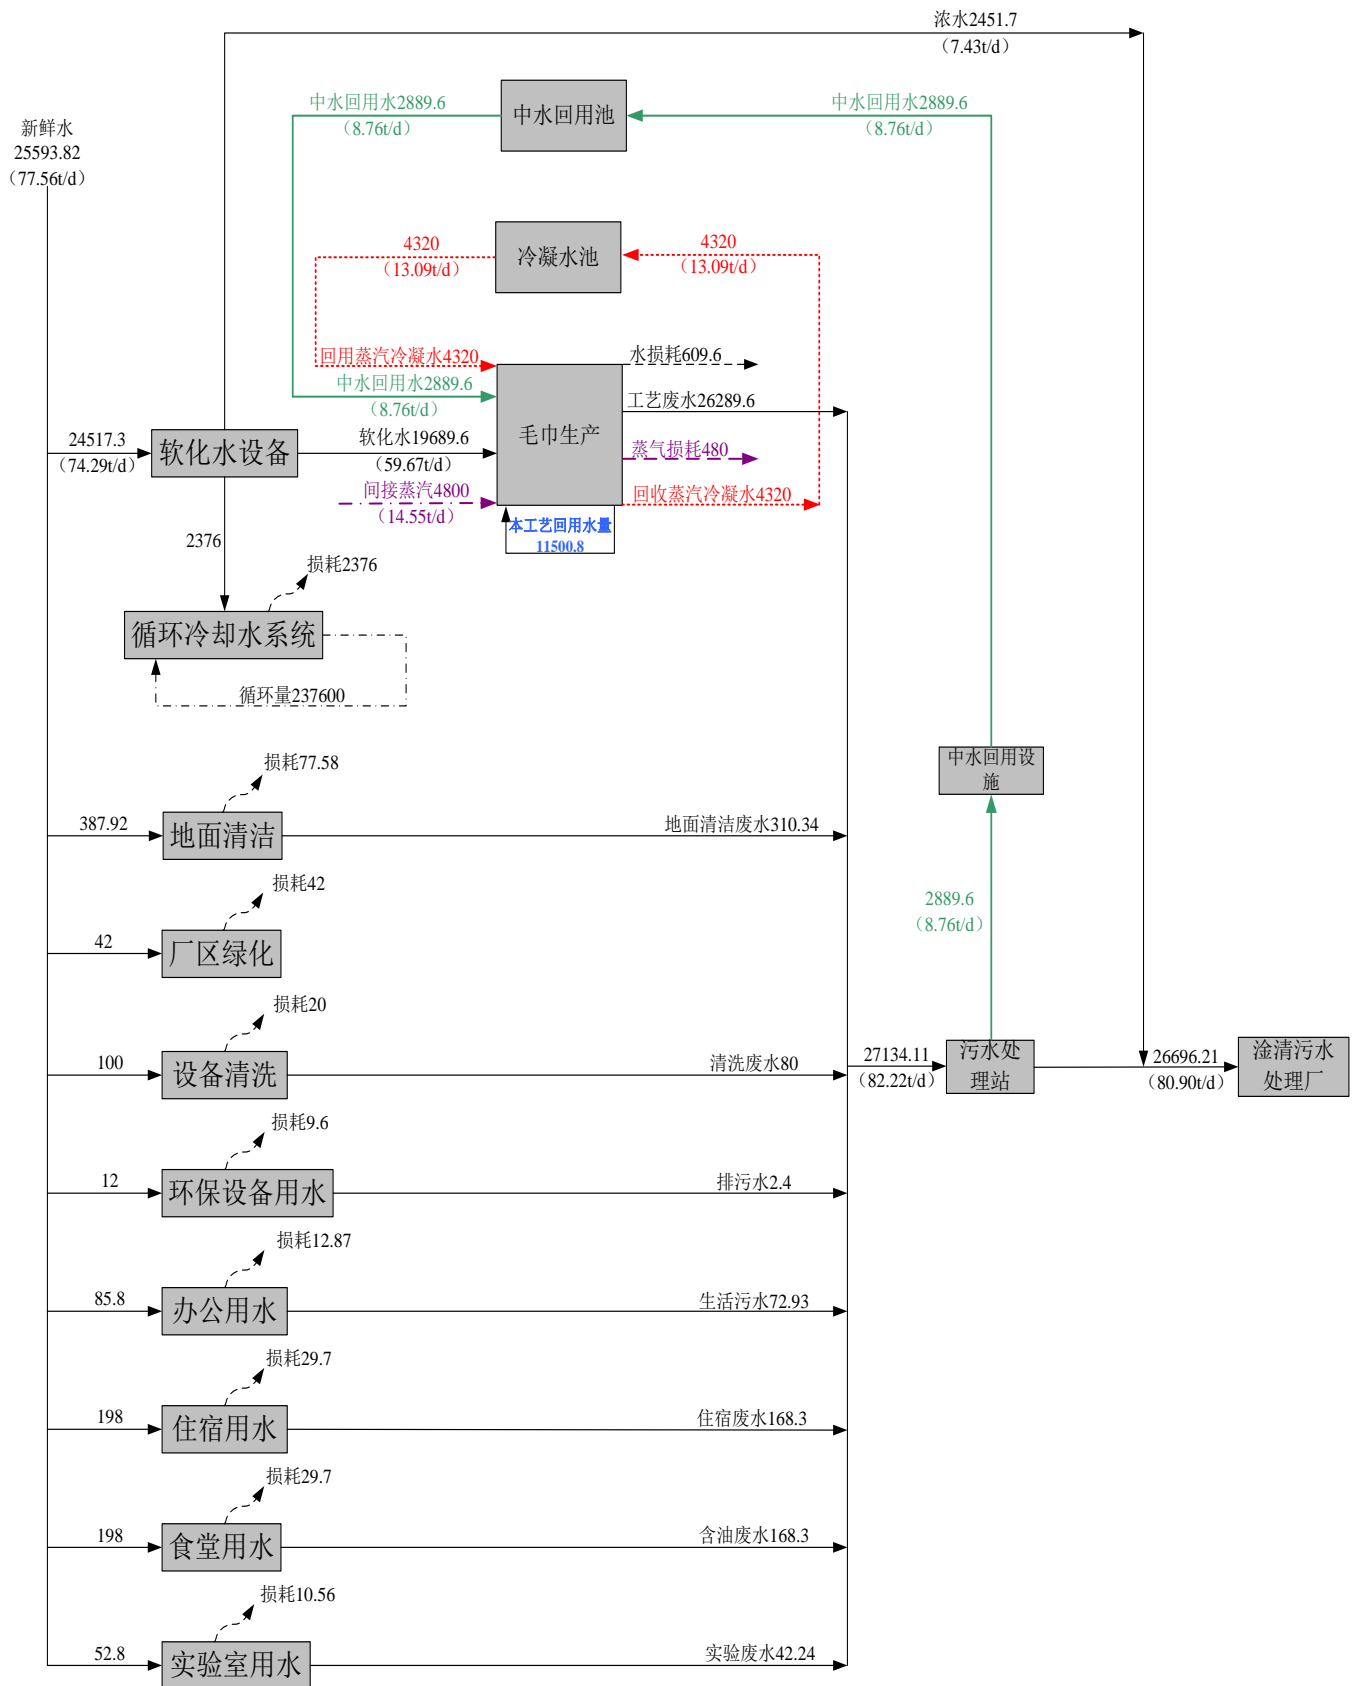 浓水2451.7
（7.43t/d）
中水回用水2889.6
（8.76t/d）
中水回用池
中水回用水2889.6
（8.76t/d）
新鲜水
25593.82
（77.56t/d）
4320
（13.09t/d）
冷凝水池
4320
（13.09t/d）
回用蒸汽冷凝水4320
水损耗609.6
中水回用水2889.6
（8.76t/d）
工艺废水26289.6
毛巾生产
24517.3
（74.29t/d）
软化水设备
软化水19689.6
（59.67t/d）
蒸气损耗480
间接蒸汽4800
（14.55t/d）
回收蒸汽冷凝水4320
本工艺回用水量
11500.8
2376
损耗2376
循环冷却水系统
循环量237600
损耗77.58
中水回用设
施
387.92
地面清洁
地面清洁废水310.34
损耗42
2889.6
（8.76t/d）
42
厂区绿化
损耗20
100
设备清洗
清洗废水80
27134.11
（82.22t/d）
污水处
理站
26696.21
（80.90t/d）
淦清污水
处理厂
损耗9.6
12
环保设备用水
排污水2.4
损耗12.87
85.8
办公用水
生活污水72.93
损耗29.7
198
住宿用水
住宿废水168.3
损耗29.7
198
食堂用水
含油废水168.3
损耗10.56
52.8
实验室用水
实验废水42.24